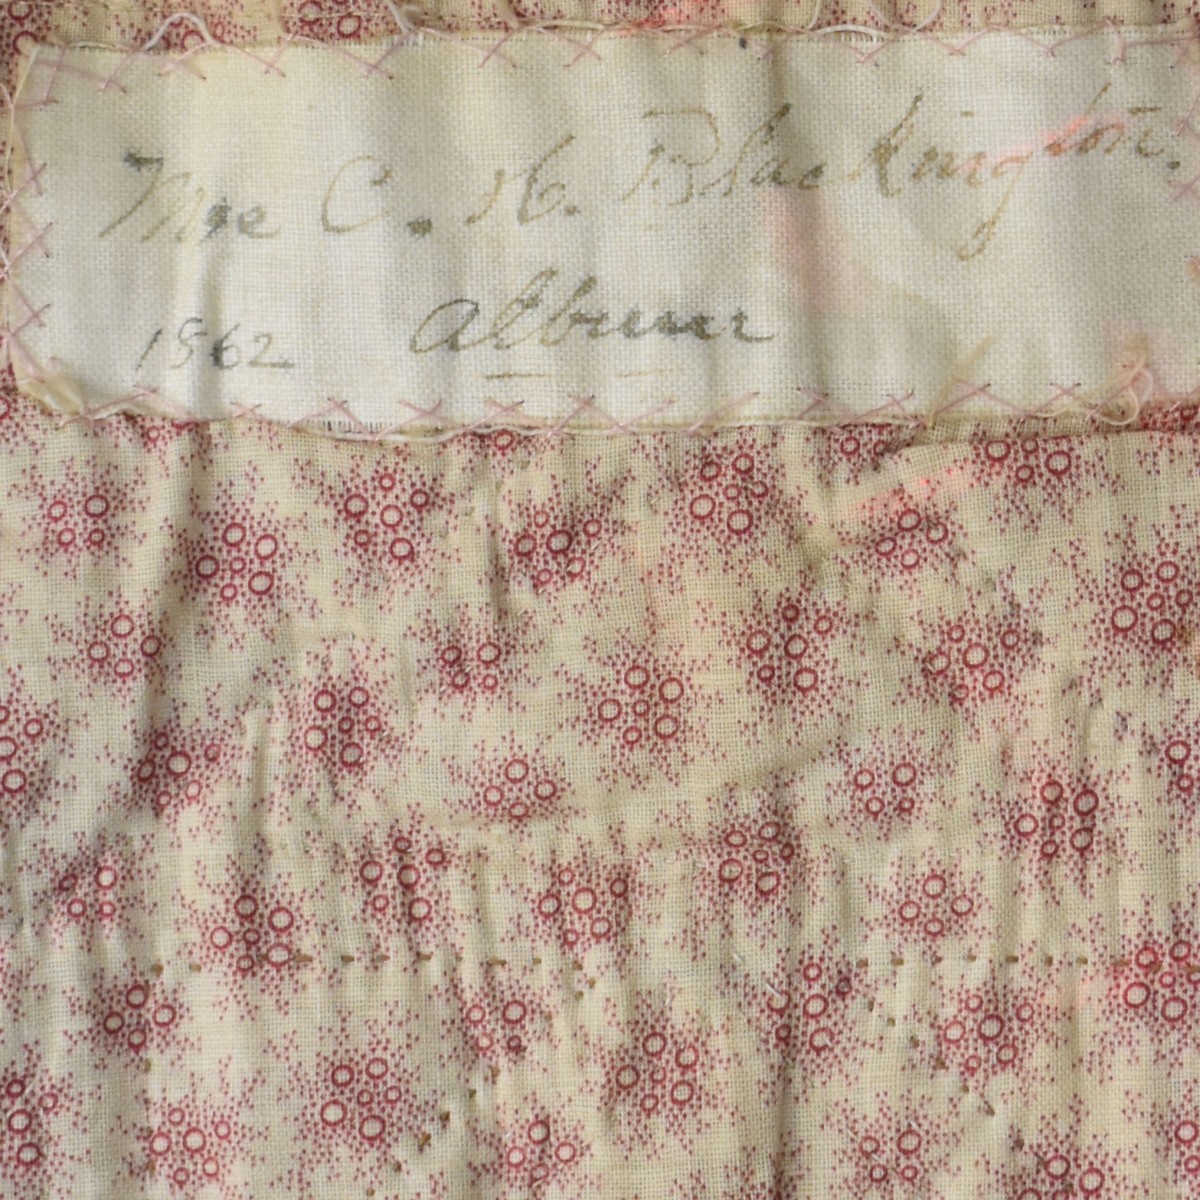 Mrs C. H. Blackington.
Album
1862